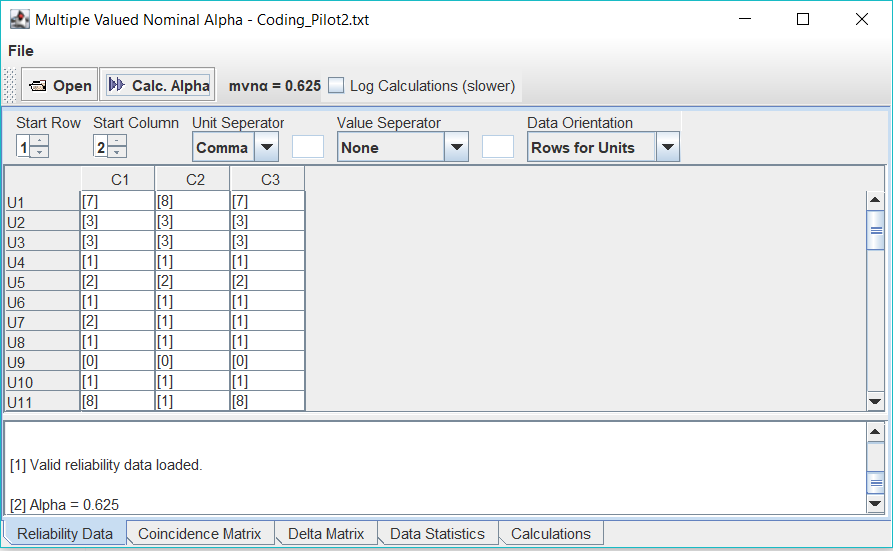 Multiple Valued Nominal Alpha - Coding_Pilot2.txt
File
Open Calc. Alpha mvnα = 0.625 Log Calculations (slower)
Start Row Start Column Unit Seperator Value Seperator Data Orientation
1 2 Comma None Rows for Units
C1 C2 C3
U1 [7] [8] [7]
U2 [3] [3] [3]
U3 [3] [3] [3]
U4 [1] [1] [1]
U5 [2] [2] [2]
U6 [1] [1] [1]
U7 [2] [1] [1]
U8 [1] [1] [1]
U9 [0] [0] [0]
U10 [1] [1] [1]
U11 [8] [1] [8]
[1] Valid reliability data loaded.
[2] Alpha = 0.625
Reliability Data Coincidence Matrix Delta Matrix Data Statistics Calculations